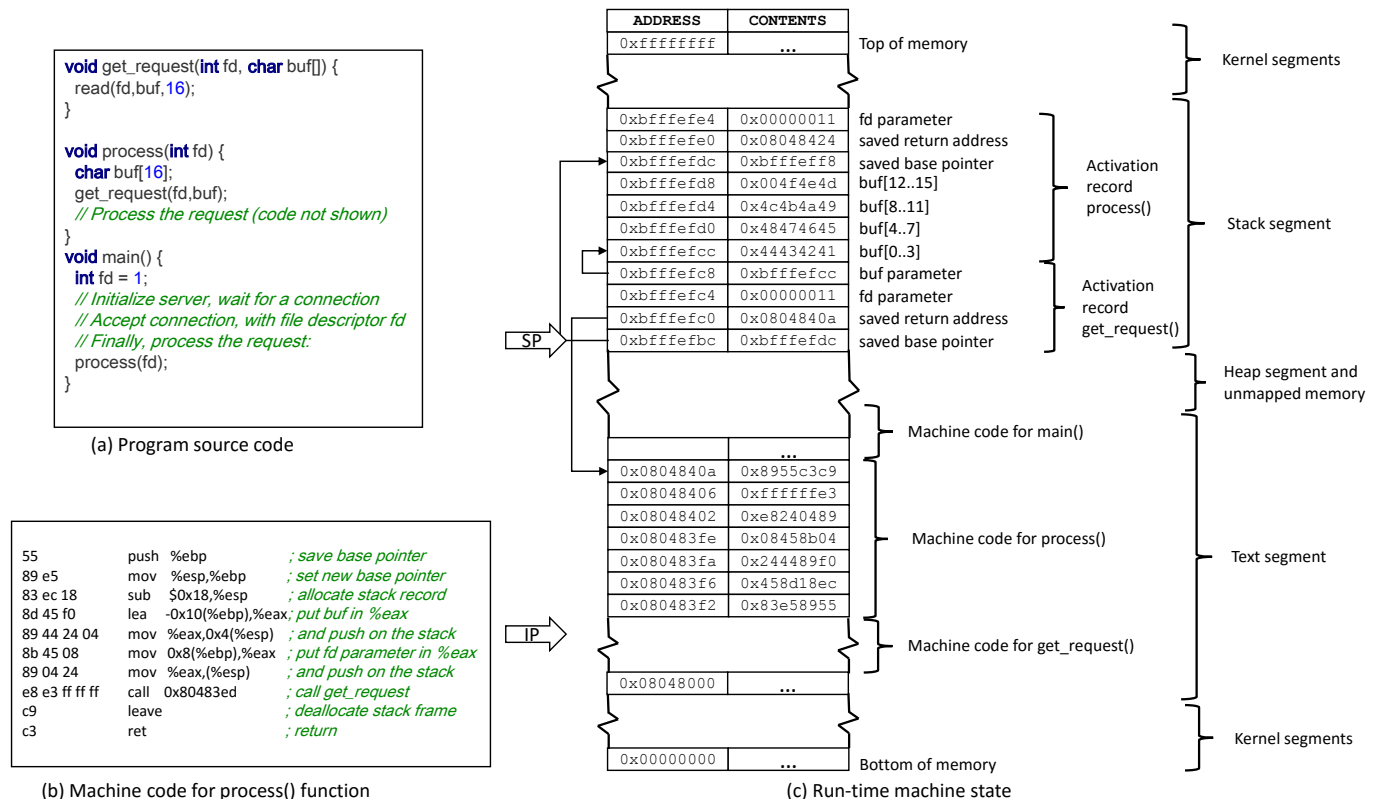 void get_request(int fd, char buf[]) {
read(fd,buf,16);
}
void process(int fd) {
char buf[16];
get_request(fd,buf);
// Process the request (code not shown)
}
void main() {
int fd = 1;
// Initialize server, wait for a connection
// Accept connection, with file descriptor fd
// Finally, process the request:
process(fd);
}
(a) Program source code
55 push %ebp ; save base pointer
89 e5 mov %esp,%ebp ; set new base pointer
83 ec 18 sub $0x18,%esp ; allocate stack record
8d 45 f0 lea -0x10(%ebp),%eax ; put buf in %eax
89 44 24 04 mov %eax,0x4(%esp) ; and push on the stack
8b 45 08 mov 0x8(%ebp),%eax ; put fd parameter in %eax
89 04 24 mov %eax,(%esp) ; and push on the stack
e8 e3 ff ff ff call 0x80483ed ; call get_request
c9 leave ; deallocate stack frame
c3 ret ; return
(b) Machine code for process() function
ADDRESS CONTENTS
0xffffffff ... Top of memory
Kernel segments
0xbfffefe4 0x00000011 fd parameter
0xbfffefe0 0x08048424 saved return address
0xbfffefdc 0xbfffeff8 saved base pointer
0xbfffefd8 0x004f4e4d buf[12..15]
0xbfffefd4 0x4c4b4a49 buf[8..11]
0xbfffefd0 0x48474645 buf[4..7]
0xbfffefcc 0x44434241 buf[0..3]
0xbfffefc8 0xbfffefcc buf parameter
0xbfffefc4 0x00000011 fd parameter
0xbfffefc0 0x0804840a saved return address
0xbfffefbc 0xbfffefdc saved base pointer
Activation
record
process()
Activation
record
get_request()
Stack segment
SP
Heap segment and
unmapped memory
Machine code for main()
...
0x0804840a 0x8955c3c9
0x08048406 0xffffffe3
0x08048402 0xe8240489
0x080483fe 0x08458b04
0x080483fa 0x244489f0
0x080483f6 0x458d18ec
0x080483f2 0x83e58955
Machine code for process()
Text segment
IP
Machine code for get_request()
0x08048000 ...
Kernel segments
0x00000000 ... Bottom of memory
(c) Run-time machine state